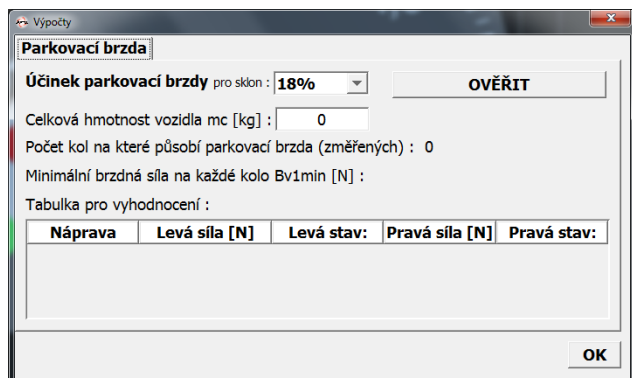 Výpočty
Parkovací brzda
Účinek parkovací brzdy pro sklon : 18% OVĚŘIT
Celková hmotnost vozidla mc [kg] : 0
Počet kol na které působí parkovací brzda (změřených) : 0
Minimální brzdná síla na každé kolo Bv1min [N] :
Tabulka pro vyhodnocení :
Náprava Levá síla [N] Levá stav: Pravá síla [N] Pravá stav:
OK